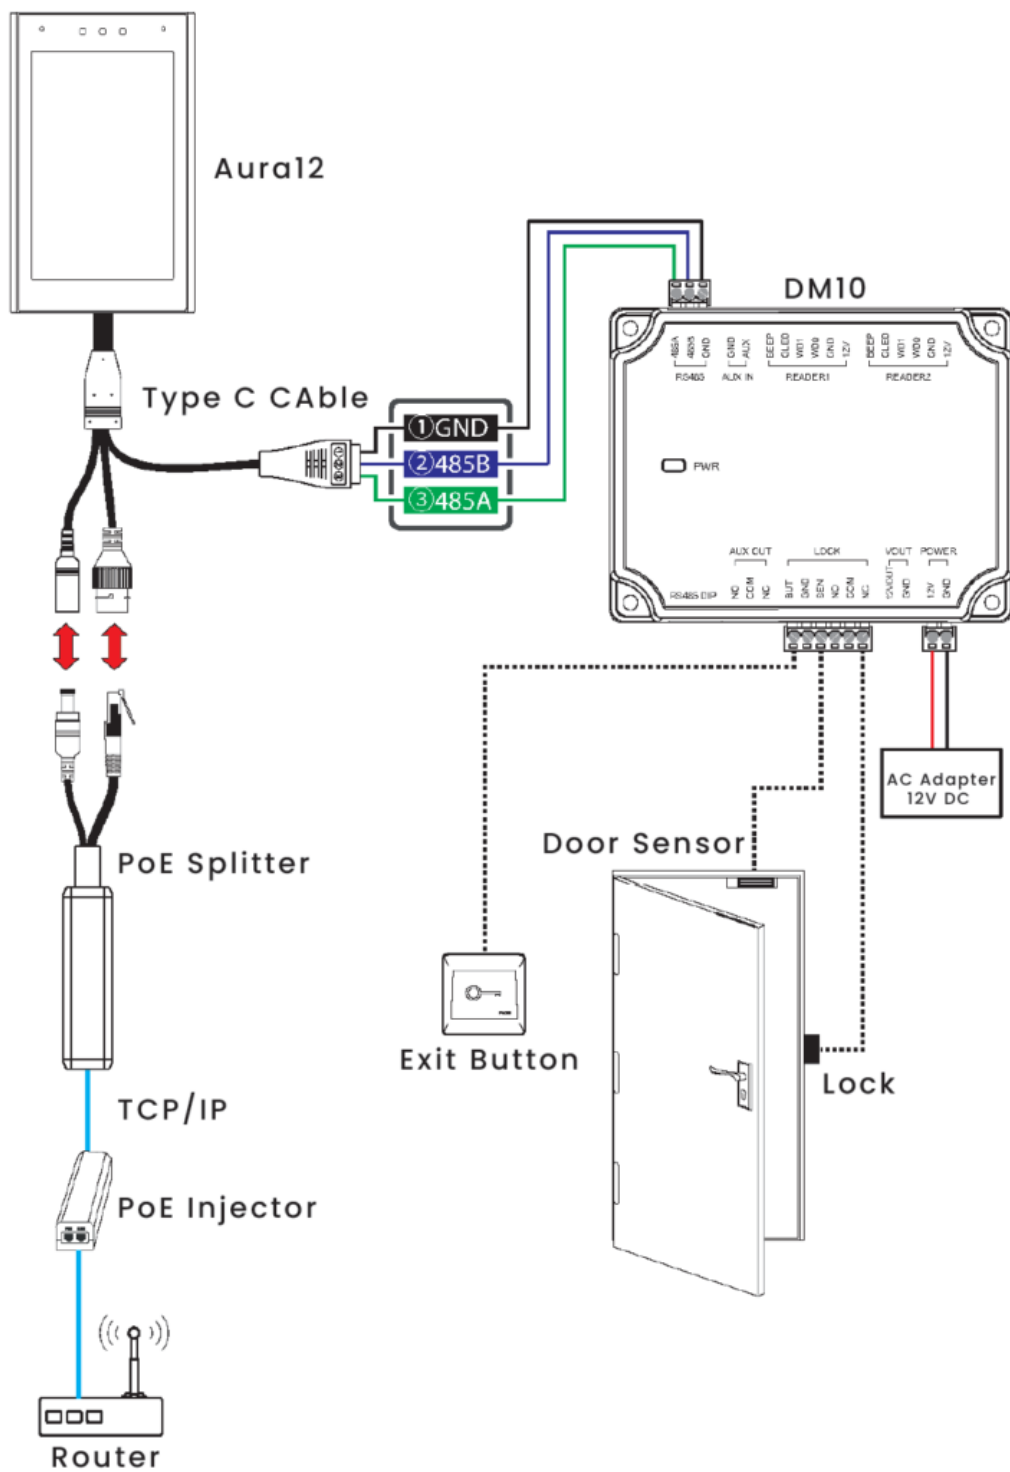 Aura12
DM10
Type C CAble
①GND
②485B
③485A
485A 485B GND GND AUX BEEP CLED WD1 WD0 GND 12V BEEP CLED WD1 WD0 GND 12V
RS485 AUX IN READER1 READER2
PWR
AUX OUT LOCK VOUT POWER
RS485 DIP NO COM NC BUT GND SEN NO COM NC 12VOUT GND 12V GND
AC Adapter
12V DC
Door Sensor
PoE Splitter
Exit Button
Lock
TCP/IP
PoE Injector
Router